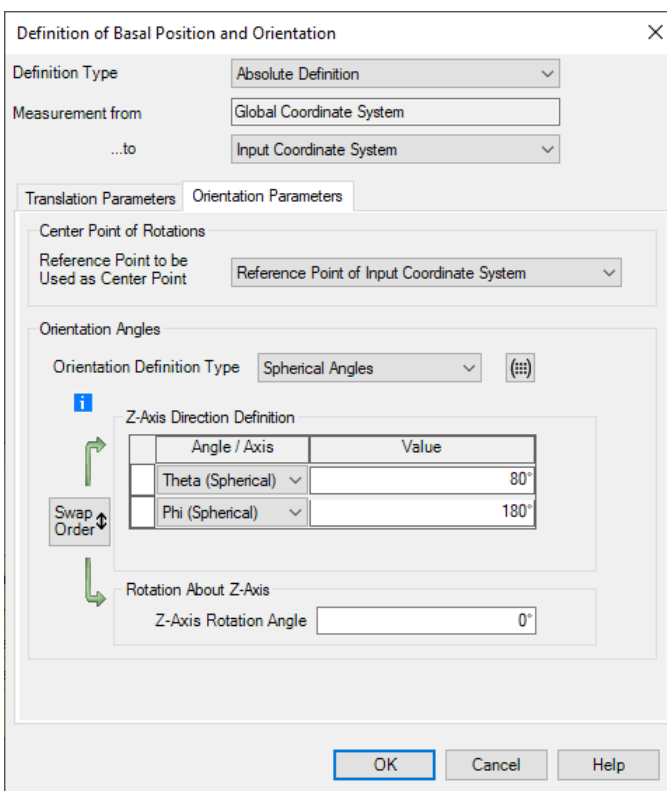 Definition of Basal Position and Orientation
Definition Type Absolute Definition
Measurement from Global Coordinate System
...to Input Coordinate System
Translation Parameters Orientation Parameters
Center Point of Rotations
Reference Point to be
Used as Center Point
Reference Point of Input Coordinate System
Orientation Angles
Orientation Definition Type Spherical Angles
i
Z-Axis Direction Definition
Angle / Axis Value
Theta (Spherical) 80°
Phi (Spherical) 180°
Swap
Order
Rotation About Z-Axis
Z-Axis Rotation Angle 0°
OK Cancel Help